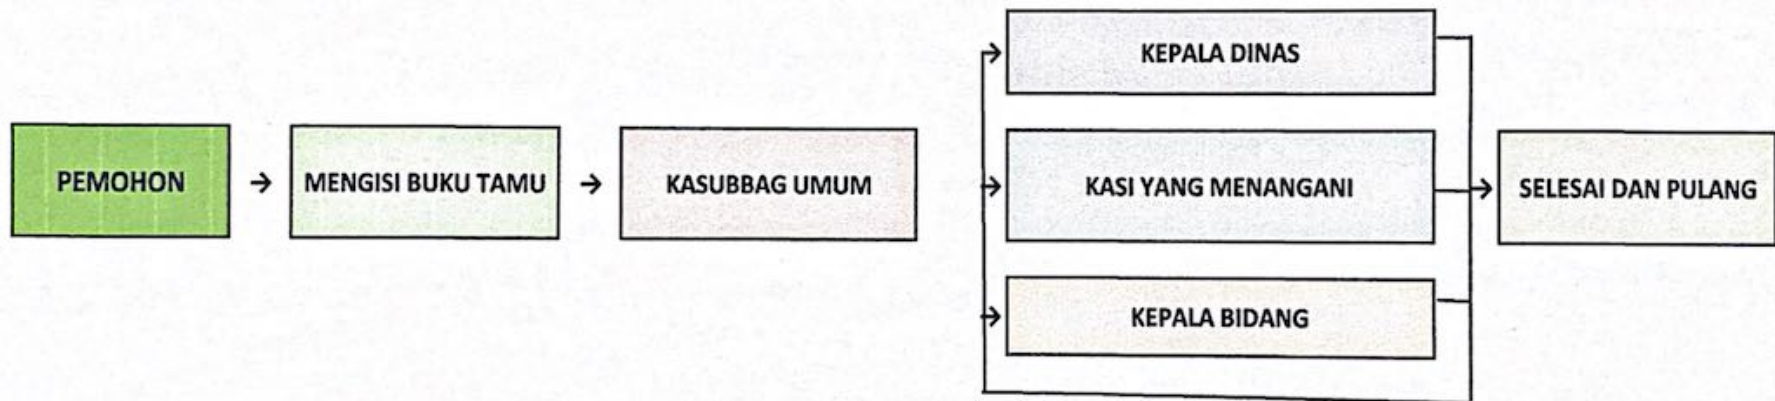 PEMOHON
MENGISI BUKU TAMU
KASUBBAG UMUM
KEPALA DINAS
KASI YANG MENANGANI
KEPALA BIDANG
SELESAI DAN PULANG